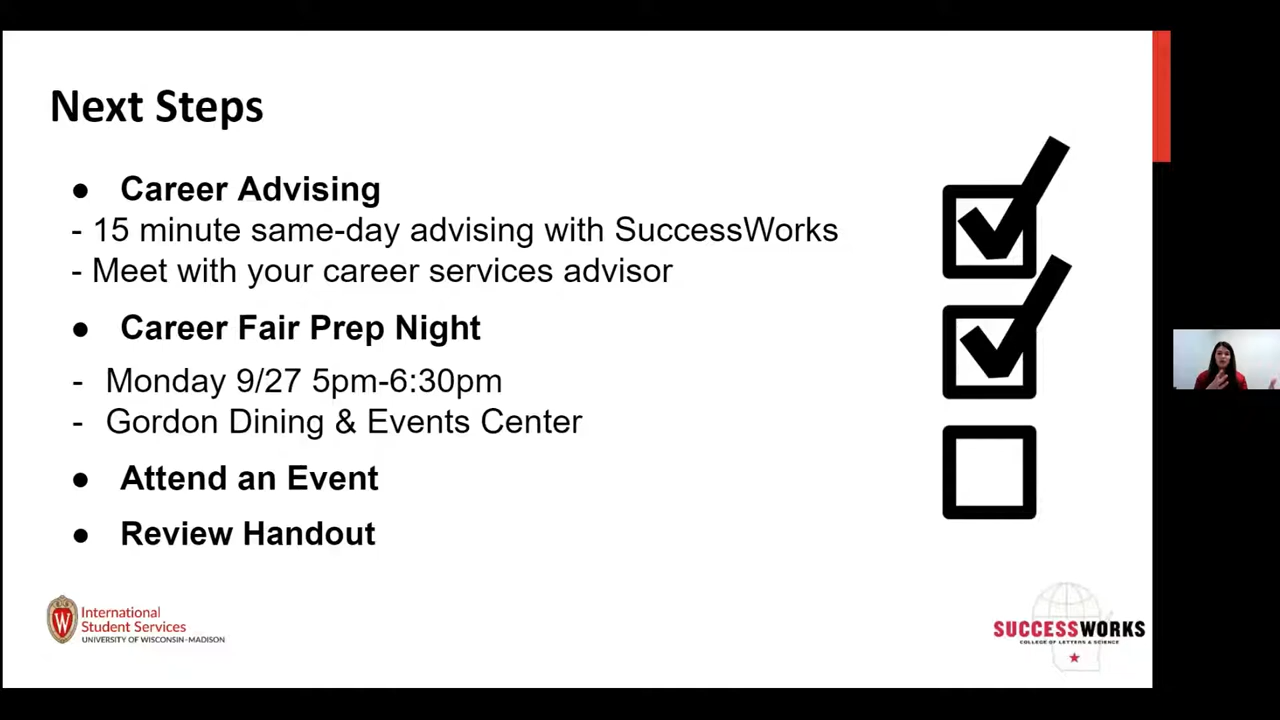 Next Steps
● Career Advising
- 15 minute same-day advising with SuccessWorks
- Meet with your career services advisor
● Career Fair Prep Night
- Monday 9/27 5pm-6:30pm
- Gordon Dining & Events Center
● Attend an Event
● Review Handout
W
International
Student Services
UNIVERSITY OF WISCONSIN-MADISON
SUCCESSWORKS
COLLEGE OF LETTERS & SCIENCE